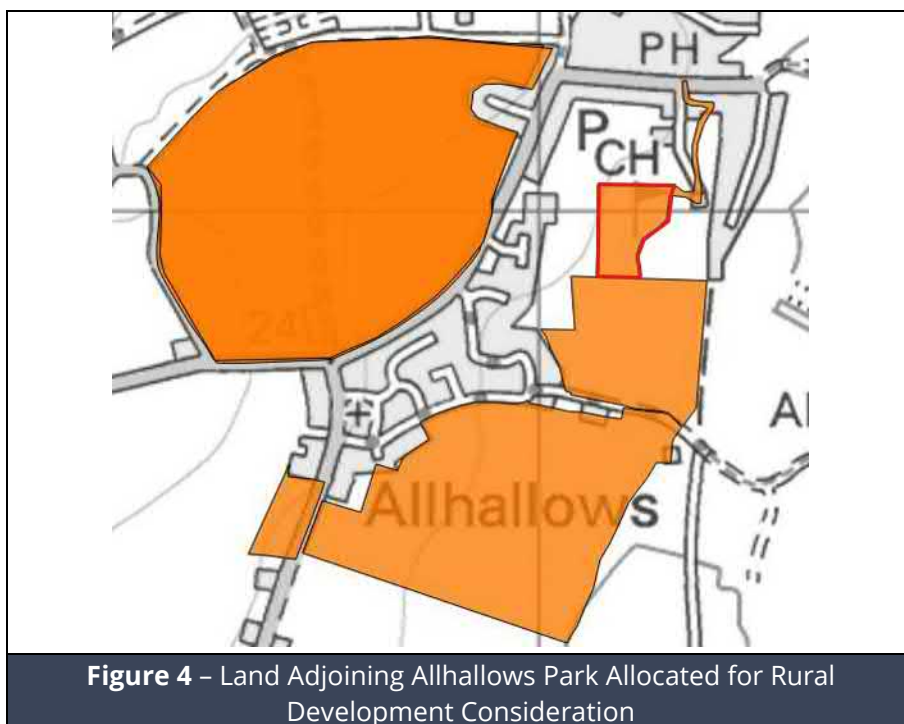 PH
P
CH
24
Al
Allhallows
Figure 4 – Land Adjoining Allhallows Park Allocated for Rural
Development Consideration